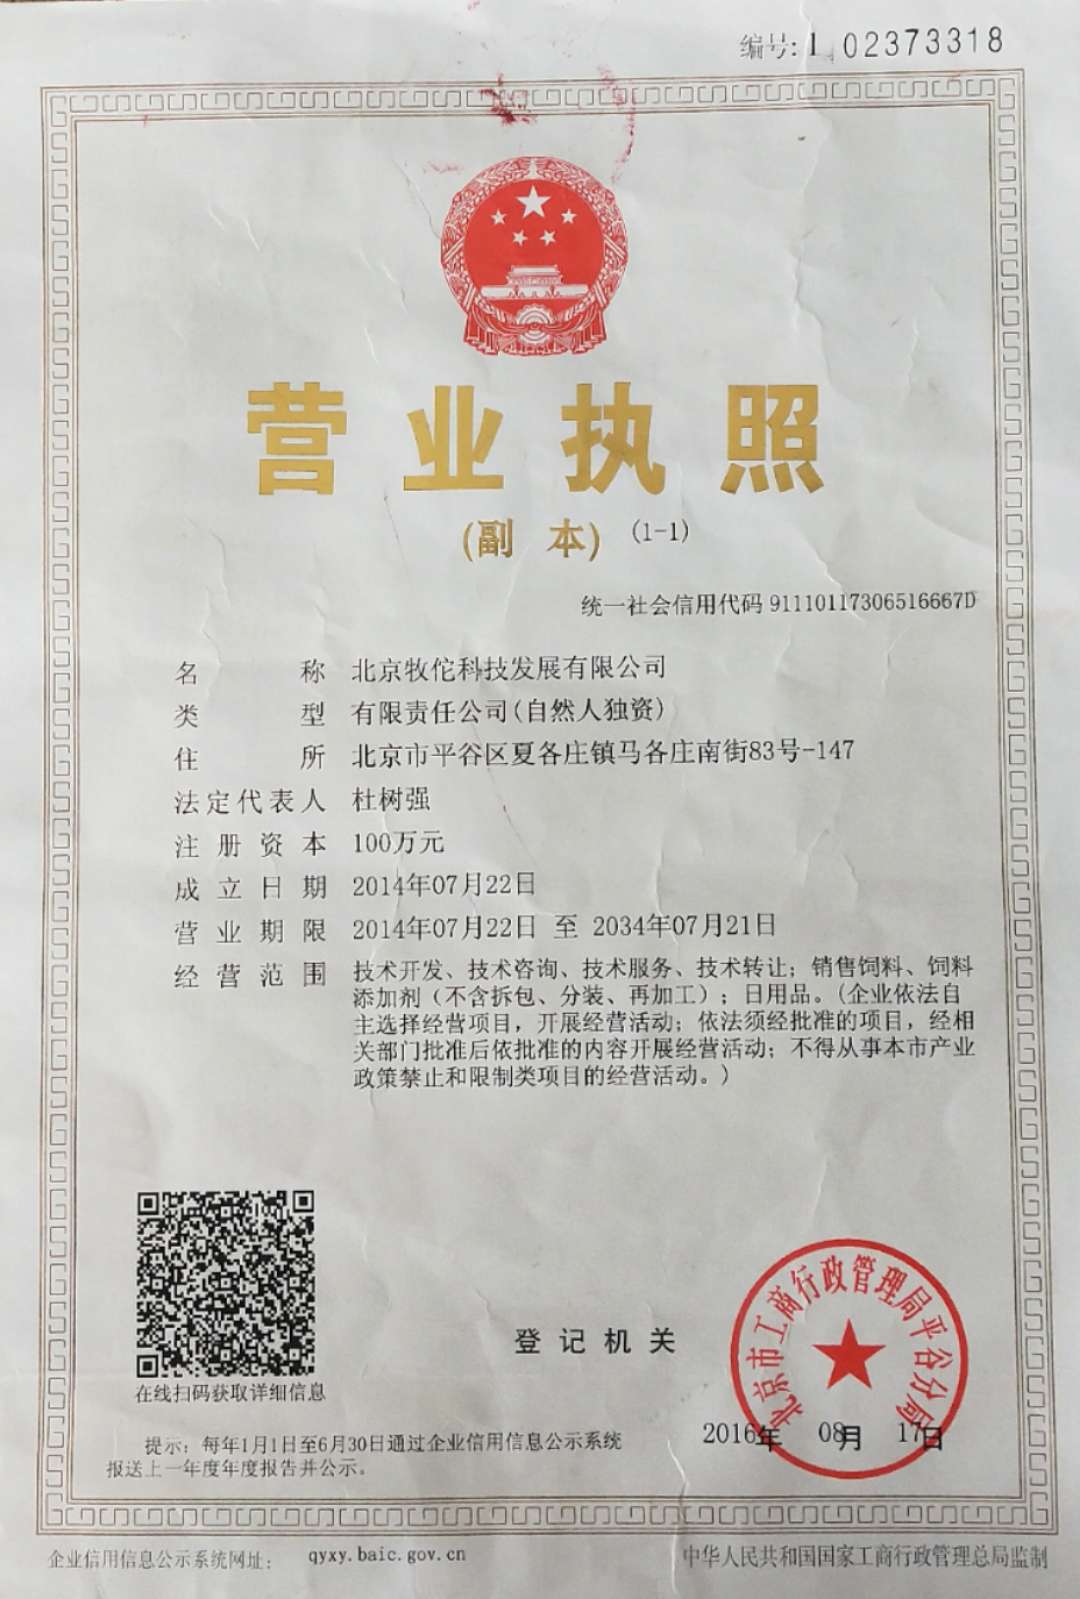 编号: 1 02373318
营业执照
(副 本) (1-1)
统一社会信用代码 91110117306516667D
名 称 北京牧佗科技发展有限公司
类 型 有限责任公司(自然人独资)
住 所 北京市平谷区夏各庄镇马各庄南街83号-147
法定代表人 杜树强
注册资本 100万元
成立日期 2014年07月22日
营业期限 2014年07月22日 至 2034年07月21日
经营范围 技术开发、技术咨询、技术服务、技术转让；销售饲料、饲料
添加剂（不含拆包、分装、再加工）；日用品。(企业依法自
主选择经营项目，开展经营活动；依法须经批准的项目，经相
关部门批准后依批准的内容开展经营活动；不得从事本市产业
政策禁止和限制类项目的经营活动。)
在线扫码获取详细信息
登记机关
北京市工商行政管理局平谷分局
2016年 08月 17日
提示：每年1月1日至6月30日通过企业信用信息公示系统
报送上一年度年度报告并公示。
企业信用信息公示系统网址： qyxy.baic.gov.cn
中华人民共和国国家工商行政管理总局监制